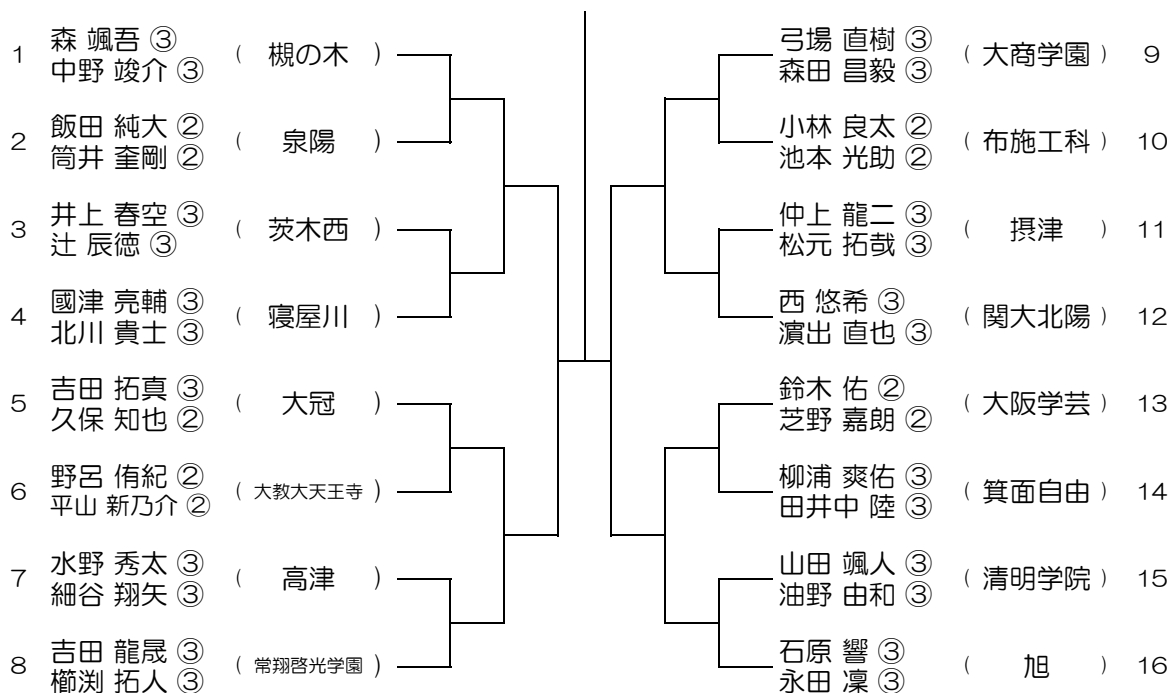 1 森 颯吾 ③ 中野 竣介 ③ ( 槻の木 )
2 飯田 純大 ② 筒井 奎剛 ② ( 泉陽 )
3 井上 春空 ③ 辻 辰徳 ③ ( 茨木西 )
4 國津 亮輔 ③ 北川 貴士 ③ ( 寝屋川 )
5 吉田 拓真 ③ 久保 知也 ② ( 大冠 )
6 野呂 侑紀 ② 平山 新乃介 ② ( 大教大天王寺 )
7 水野 秀太 ③ 細谷 翔矢 ③ ( 高津 )
8 吉田 龍晟 ③ 櫛渕 拓人 ③ ( 常翔啓光学園 )
弓場 直樹 ③ 森田 昌毅 ③ ( 大商学園 ) 9
小林 良太 ② 池本 光助 ② ( 布施工科 ) 10
仲上 龍二 ③ 松元 拓哉 ③ ( 摂津 ) 11
西 悠希 ③ 濵出 直也 ③ ( 関大北陽 ) 12
鈴木 佑 ② 芝野 嘉朗 ② ( 大阪学芸 ) 13
柳浦 爽佑 ③ 田井中 陸 ③ ( 箕面自由 ) 14
山田 颯人 ③ 油野 由和 ③ ( 清明学院 ) 15
石原 響 ③ 永田 凜 ③ ( 旭 ) 16